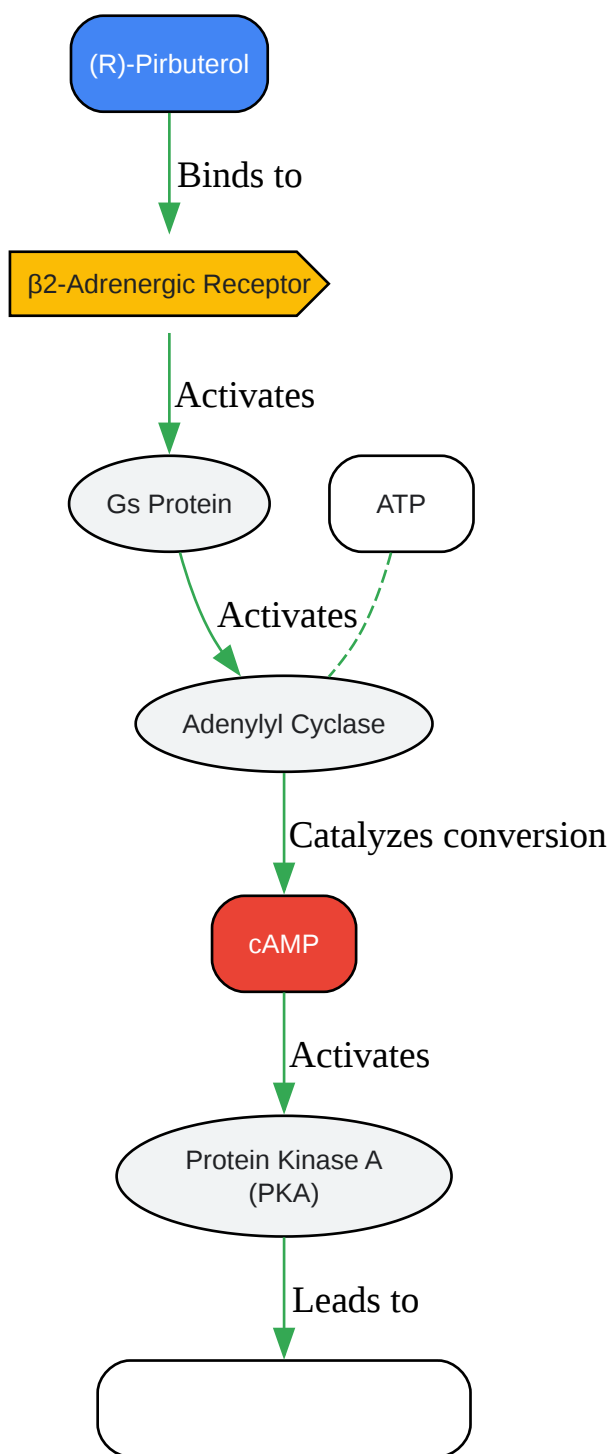 (R)-Pirbuterol
Binds to
β2-Adrenergic Receptor
Activates
Gs Protein
ATP
Activates
Adenylyl Cyclase
Catalyzes conversion
cAMP
Activates
Protein Kinase A
(PKA)
Leads to